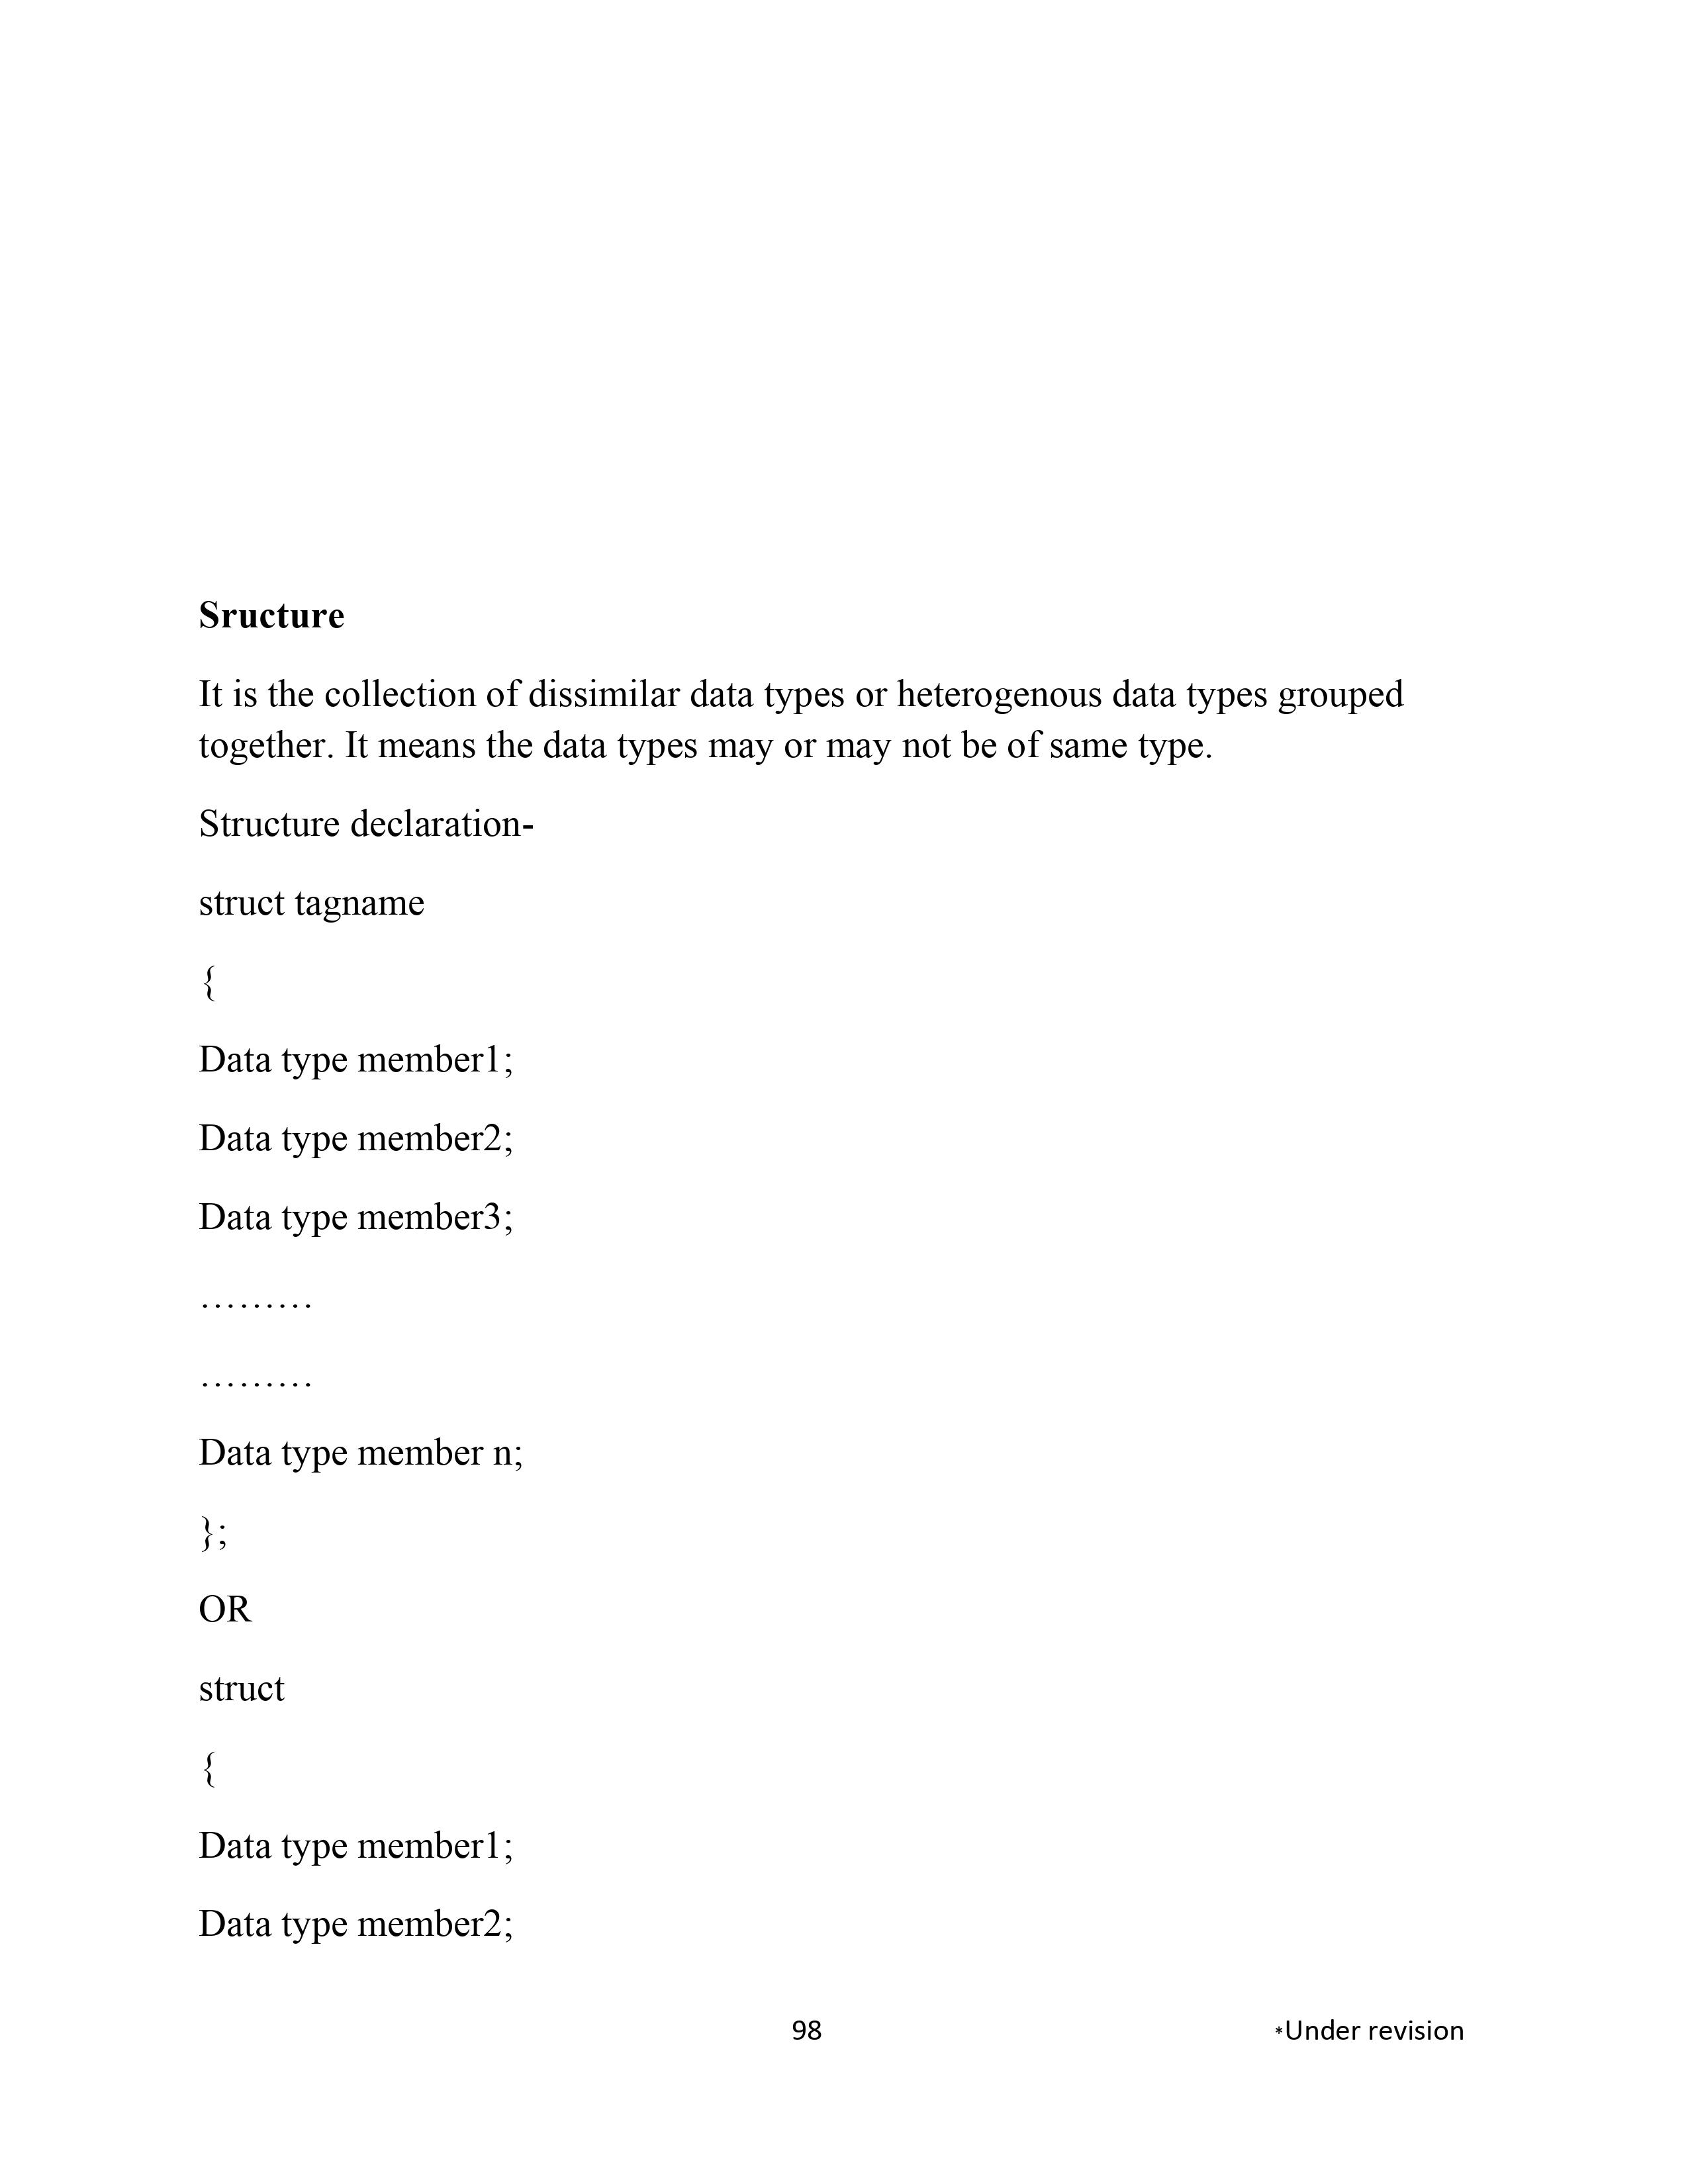 Sructure
It is the collection of dissimilar data types or heterogenous data types grouped
together. It means the data types may or may not be of same type.
Structure declaration-
struct tagname
{
Data type member1;
Data type member2;
Data type member3;
………
………
Data type member n;
};
OR
struct
{
Data type member1;
Data type member2;
98 *Under revision